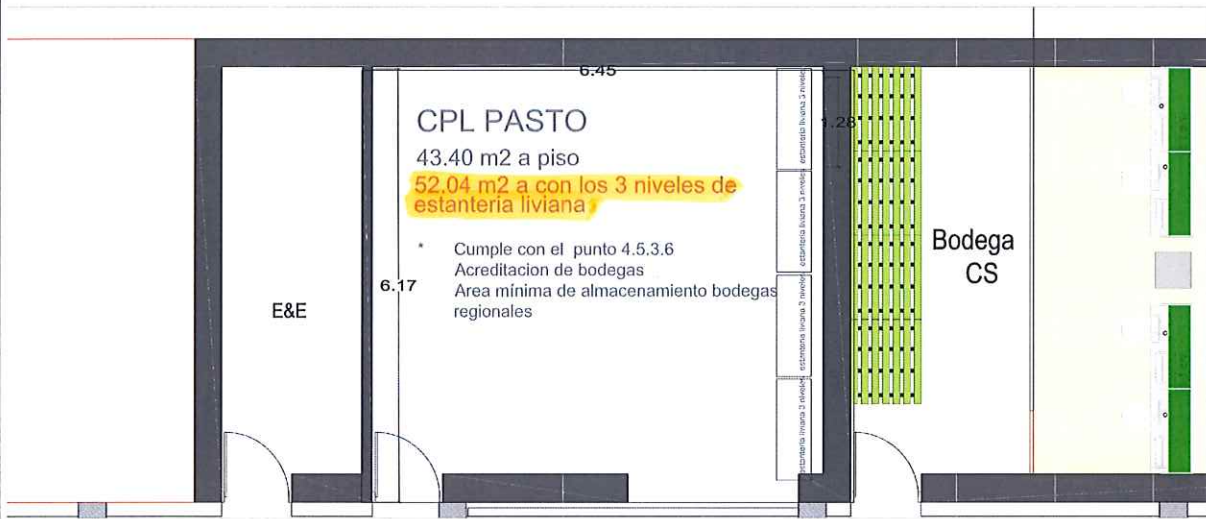 6.45
CPL PASTO
43.40 m2 a piso
52.04 m2 a con los 3 niveles de
estanteria liviana
* Cumple con el punto 4.5.3.6
Acreditacion de bodegas
Area mínima de almacenamiento bodegas
regionales
6.17
E&E
estanteria liviana 3 niveles
estanteria liviana 3 niveles
estanteria liviana 3 niveles
estanteria liviana 3 niveles
1.28
Bodega
CS